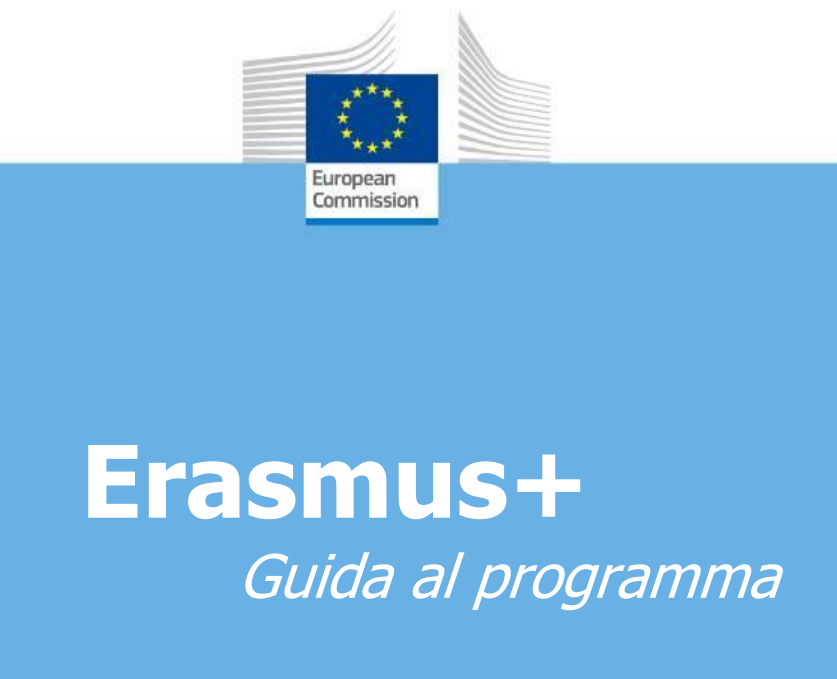 European
Commission
Erasmus+
Guida al programma